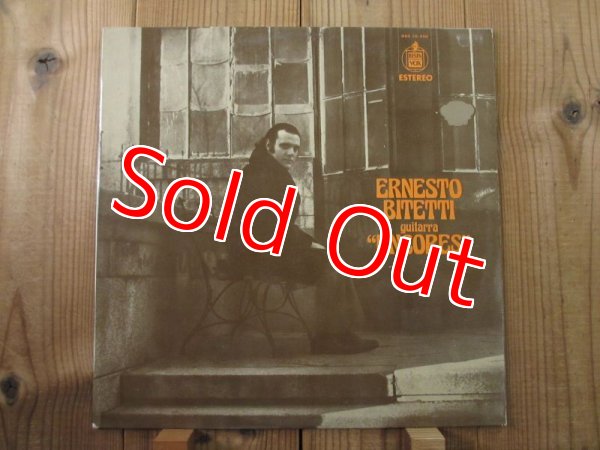 ESTEREO
ERNESTO
BITETTI
guitarra
Sold Out